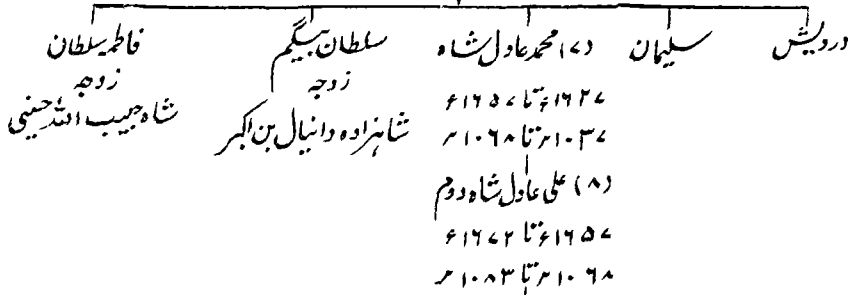 درویش
سلیمان
(۷) محمد عادل شاہ
۱۶۲۷ء تا ۱۶۵۷ء
۱۰۳۷ھ تا ۱۰۶۸ھ
(۸) علی عادل شاہ دوم
۱۶۵۷ء تا ۱۶۷۲ء
۱۰۶۸ھ تا ۱۰۸۳ھ
سلطان بیگم
زوجہ
شاہزادہ دانیال بن اکبر
فاطمہ سلطان
زوجہ
شاہ حبیب اللہ حسینی